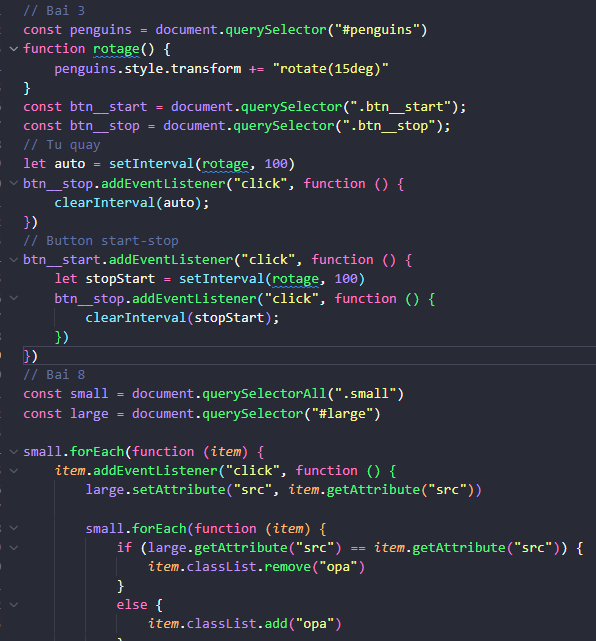 // Bai 3
const penguins = document.querySelector("#penguins")
function rotage() {
    penguins.style.transform += "rotate(15deg)"
}
const btn__start = document.querySelector(".btn__start");
const btn__stop = document.querySelector(".btn__stop");
// Tu quay
let auto = setInterval(rotage, 100)
btn__stop.addEventListener("click", function () {
    clearInterval(auto);
})
// Button start-stop
btn__start.addEventListener("click", function () {
    let stopStart = setInterval(rotage, 100)
    btn__stop.addEventListener("click", function () {
        clearInterval(stopStart);
    })
})
// Bai 8
const small = document.querySelectorAll(".small")
const large = document.querySelector("#large")
small.forEach(function (item) {
    item.addEventListener("click", function () {
        large.setAttribute("src", item.getAttribute("src"))
        small.forEach(function (item) {
            if (large.getAttribute("src") == item.getAttribute("src")) {
                item.classList.remove("opa")
            }
            else {
                item.classList.add("opa")